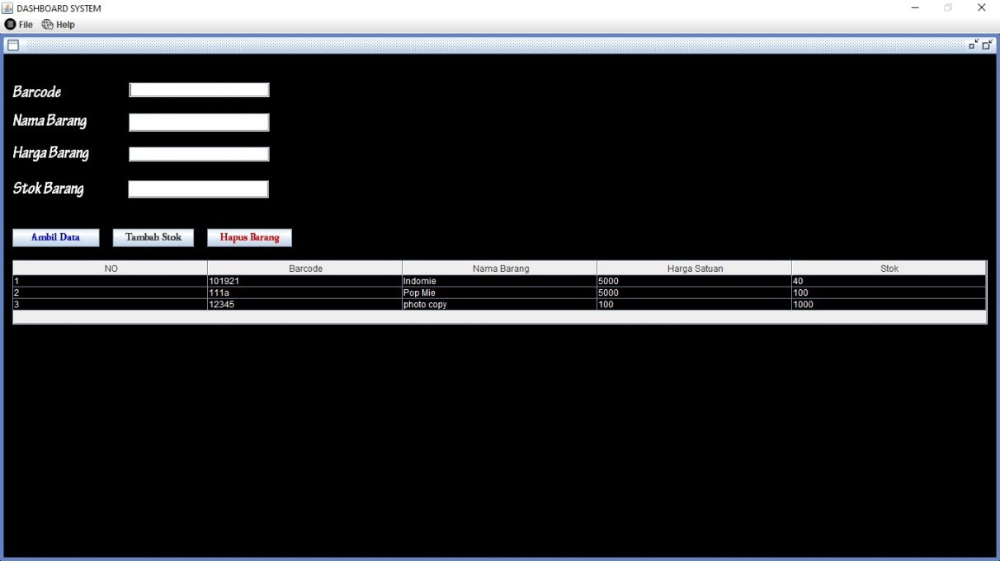 DASHBOARD SYSTEM
File Help
Barcode
Nama Barang
Harga Barang
Stok Barang
Ambil Data Tambah Stok Hapus Barang
NO Barcode Nama Barang Harga Satuan Stok
1 101921 Indomie 5000 40
2 111a Pop Mie 5000 100
3 12345 photo copy 100 1000